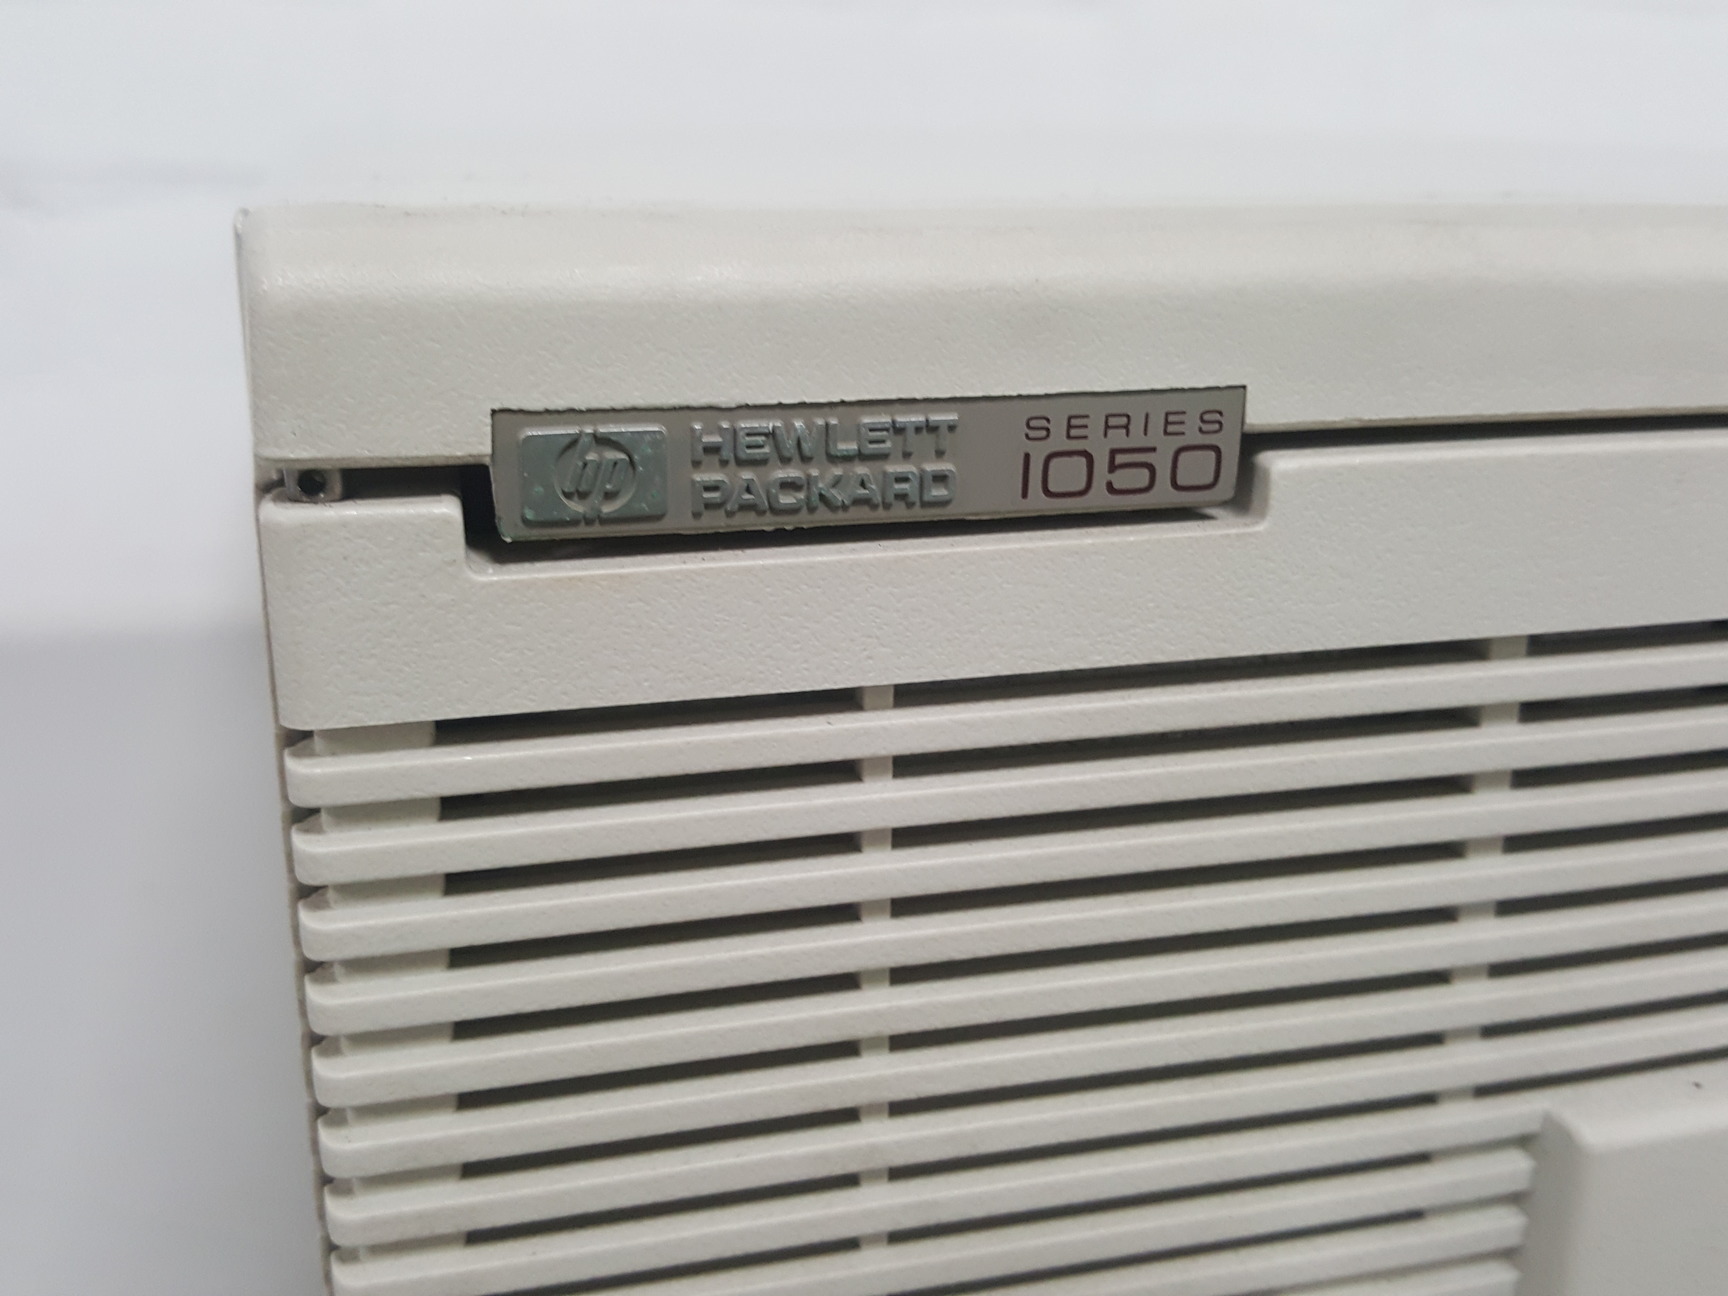 hp HEWLETT
PACKARD
SERIES
1050